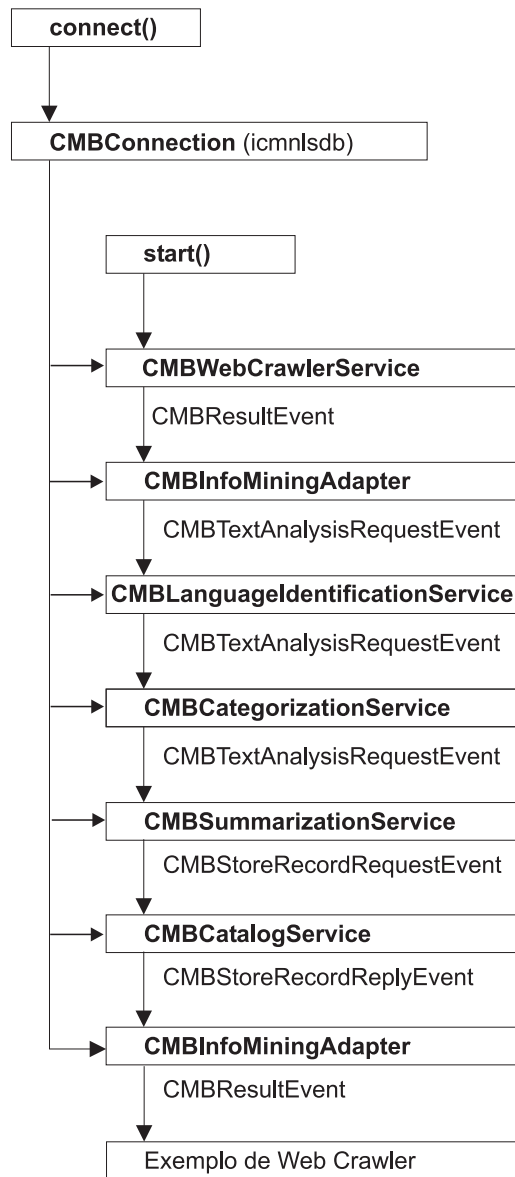 connect()
CMBConnection (icmnlsdb)
start()
CMBWebCrawlerService
CMBResultEvent
CMBInfoMiningAdapter
CMBTextAnalysisRequestEvent
CMBLanguageIdentificationService
CMBTextAnalysisRequestEvent
CMBCategorizationService
CMBTextAnalysisRequestEvent
CMBSummarizationService
CMBStoreRecordRequestEvent
CMBCatalogService
CMBStoreRecordReplyEvent
CMBInfoMiningAdapter
CMBResultEvent
Exemplo de Web Crawler